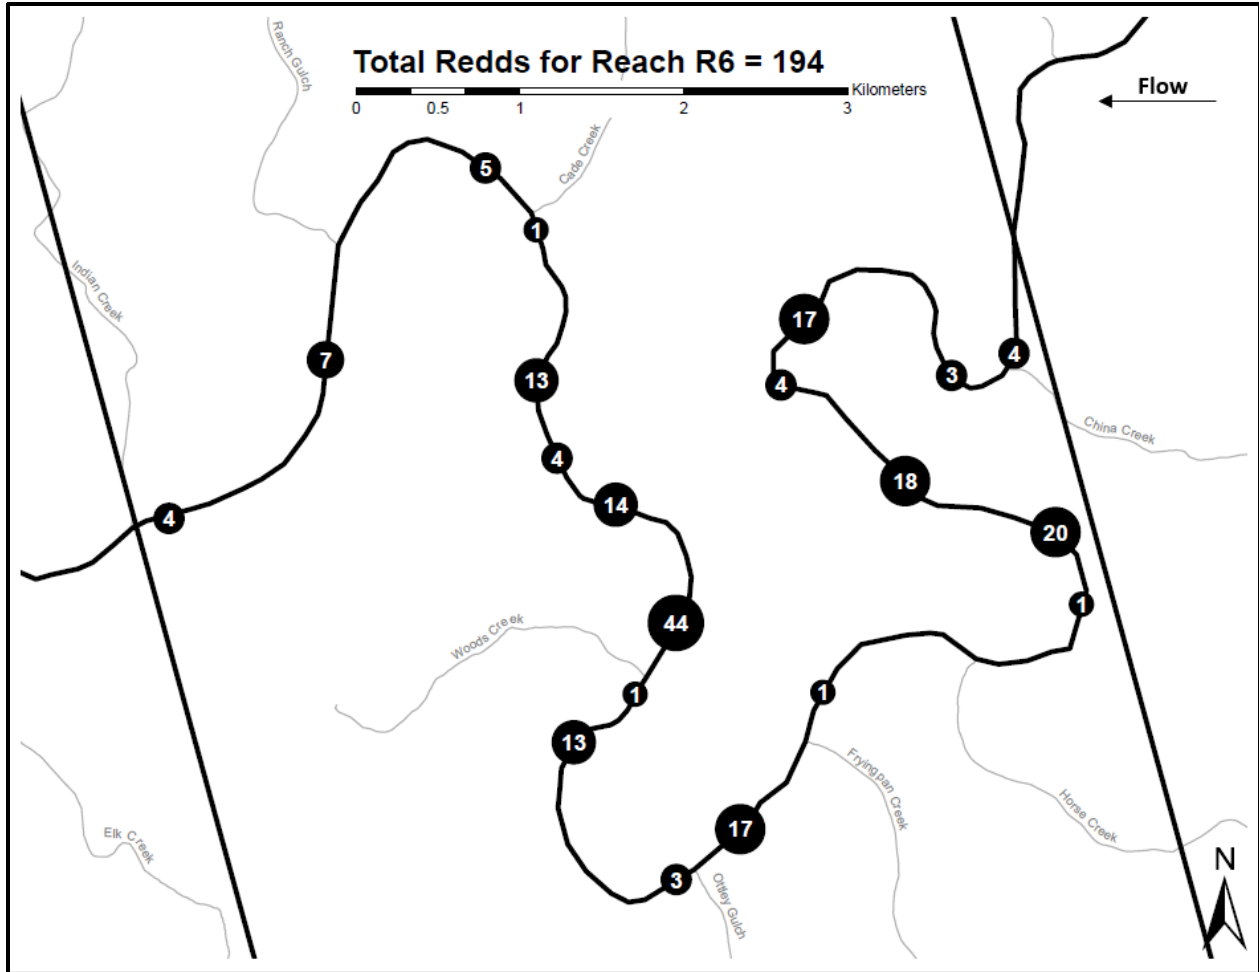 Total Redds for Reach R6 = 194
Kilometers
0 0.5 1 2 3
Flow
Ranch Gulch
Cade Creek
5
1
Indian Creek
17
4
3
7
13
4
China Creek
4
18
14
20
4
1
44
Woods Creek
1
1
13
Fryingpan Creek
Horse Creek
17
Elk Creek
3
Ottley Gulch
N